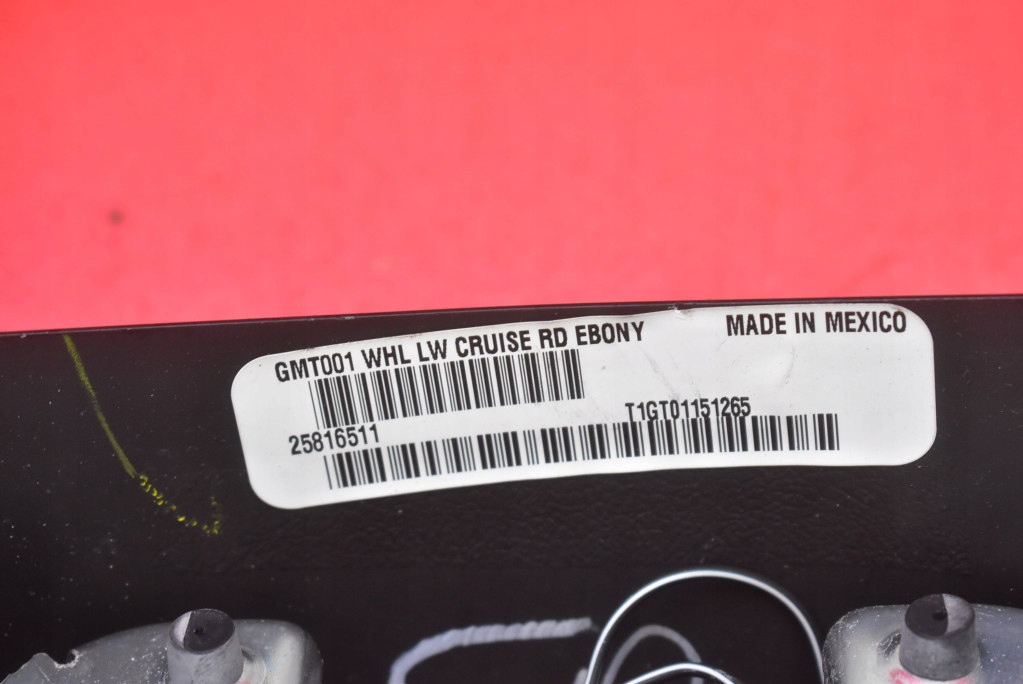 GMT001 WHL LW CRUISE RD EBONY MADE IN MEXICO
25816511 T1GT01151265